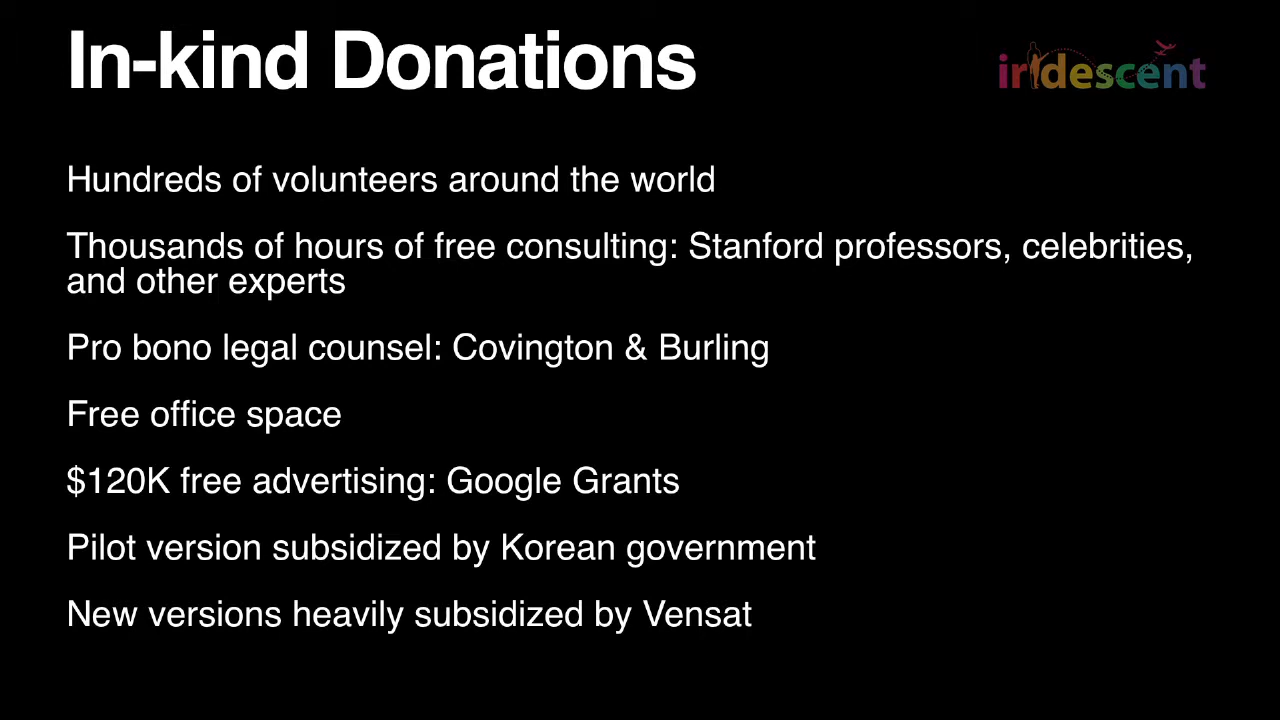 In-kind Donations
iridescent
Hundreds of volunteers around the world
Thousands of hours of free consulting: Stanford professors, celebrities,
and other experts
Pro bono legal counsel: Covington & Burling
Free office space
$120K free advertising: Google Grants
Pilot version subsidized by Korean government
New versions heavily subsidized by Vensat